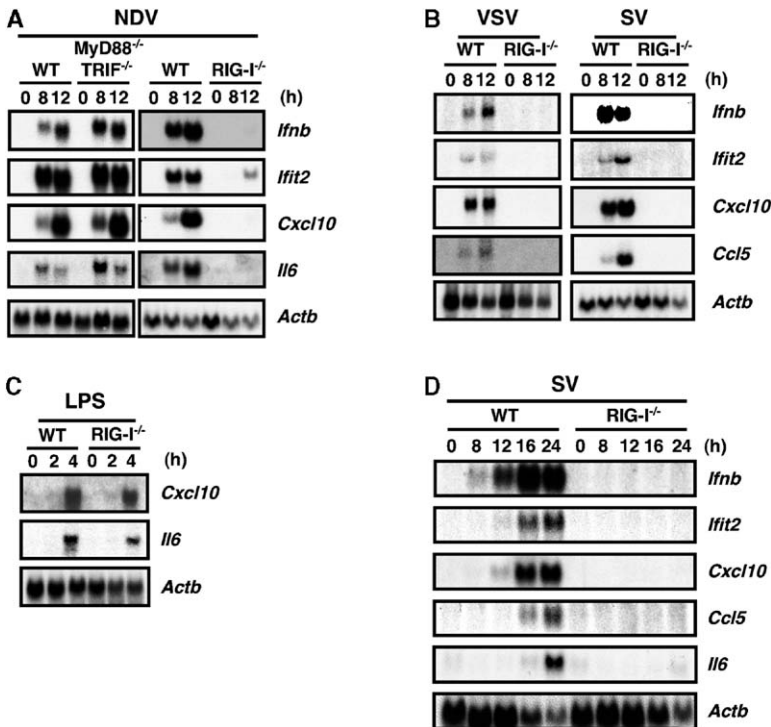 A
NDV
MyD88-/-
WT TRIF-/- WT RIG-I-/-
0 8 12 0 8 12 0 8 12 0 8 12 (h)
Ifnb
Ifit2
Cxcl10
Il6
Actb
B
VSV SV
WT RIG-I-/- WT RIG-I-/-
0 8 12 0 8 12 0 8 12 0 8 12 (h)
Ifnb
Ifit2
Cxcl10
Ccl5
Actb
C
LPS
WT RIG-I-/-
0 2 4 0 2 4 (h)
Cxcl10
Il6
Actb
D
SV
WT RIG-I-/-
0 8 12 16 24 0 8 12 16 24 (h)
Ifnb
Ifit2
Cxcl10
Ccl5
Il6
Actb